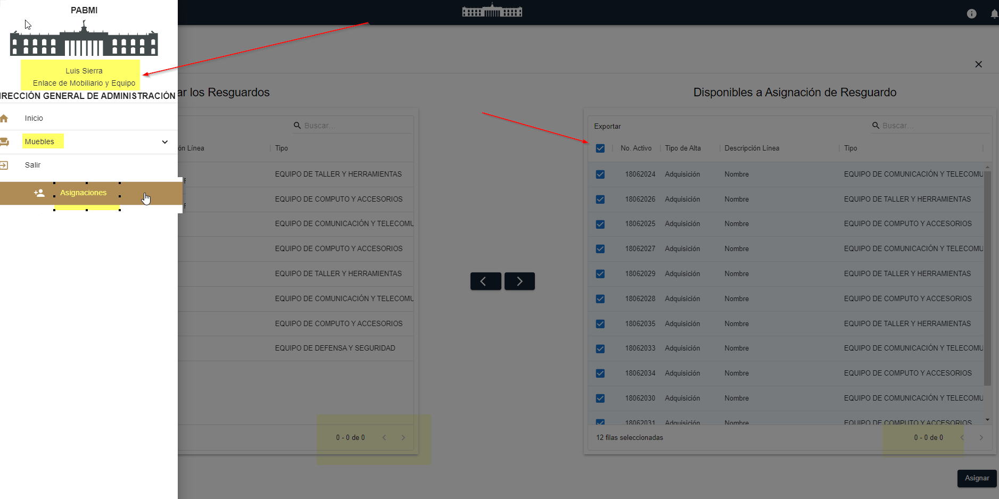 PABMI
Luis Sierra
Enlace de Mobiliario y Equipo
IRECCIÓN GENERAL DE ADMINISTRACIÓN
Inicio
Muebles
Salir
Asignaciones
ar los Resguardos
Buscar...
ón Línea
Tipo
EQUIPO DE TALLER Y HERRAMIENTAS
EQUIPO DE COMPUTO Y ACCESORIOS
EQUIPO DE COMUNICACIÓN Y TELECOMU
EQUIPO DE COMPUTO Y ACCESORIOS
EQUIPO DE TALLER Y HERRAMIENTAS
EQUIPO DE COMUNICACIÓN Y TELECOMU
EQUIPO DE COMPUTO Y ACCESORIOS
EQUIPO DE DEFENSA Y SEGURIDAD
0 - 0 de 0
Disponibles a Asignación de Resguardo
Exportar
Buscar...
No. Activo Tipo de Alta Descripción Línea Tipo
18062024 Adquisición Nombre EQUIPO DE COMUNICACIÓN Y TELECOMU
18062026 Adquisición Nombre EQUIPO DE TALLER Y HERRAMIENTAS
18062025 Adquisición Nombre EQUIPO DE COMPUTO Y ACCESORIOS
18062027 Adquisición Nombre EQUIPO DE COMUNICACIÓN Y TELECOMU
18062029 Adquisición Nombre EQUIPO DE TALLER Y HERRAMIENTAS
18062028 Adquisición Nombre EQUIPO DE COMPUTO Y ACCESORIOS
18062035 Adquisición Nombre EQUIPO DE TALLER Y HERRAMIENTAS
18062033 Adquisición Nombre EQUIPO DE COMUNICACIÓN Y TELECOMU
18062034 Adquisición Nombre EQUIPO DE COMPUTO Y ACCESORIOS
18062030 Adquisición Nombre EQUIPO DE COMUNICACIÓN Y TELECOMU
18062031 Adquisición Nombre EQUIPO DE COMPUTO Y ACCESORIOS
12 filas seleccionadas
0 - 0 de 0
Asignar